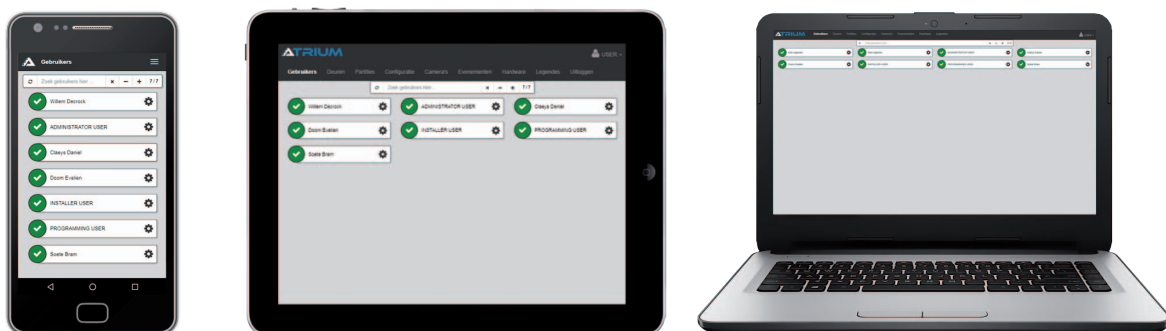 Gebruikers
Zoek gebruikers hier ... × − + 7 / 7
Willem Decrock
ADMINISTRATOR USER
Claeys Daniel
Doom Evelien
INSTALLER USER
PROGRAMMING USER
Soete Bram
ATRIUM
USER
Gebruikers Deuren Partities Configuratie Camera's Evenementen Hardware Legendes Uitloggen
Zoek gebruikers hier ... × − + 7 / 7
Willem Decrock
ADMINISTRATOR USER
Claeys Daniel
Doom Evelien
INSTALLER USER
PROGRAMMING USER
Soete Bram
ATRIUM